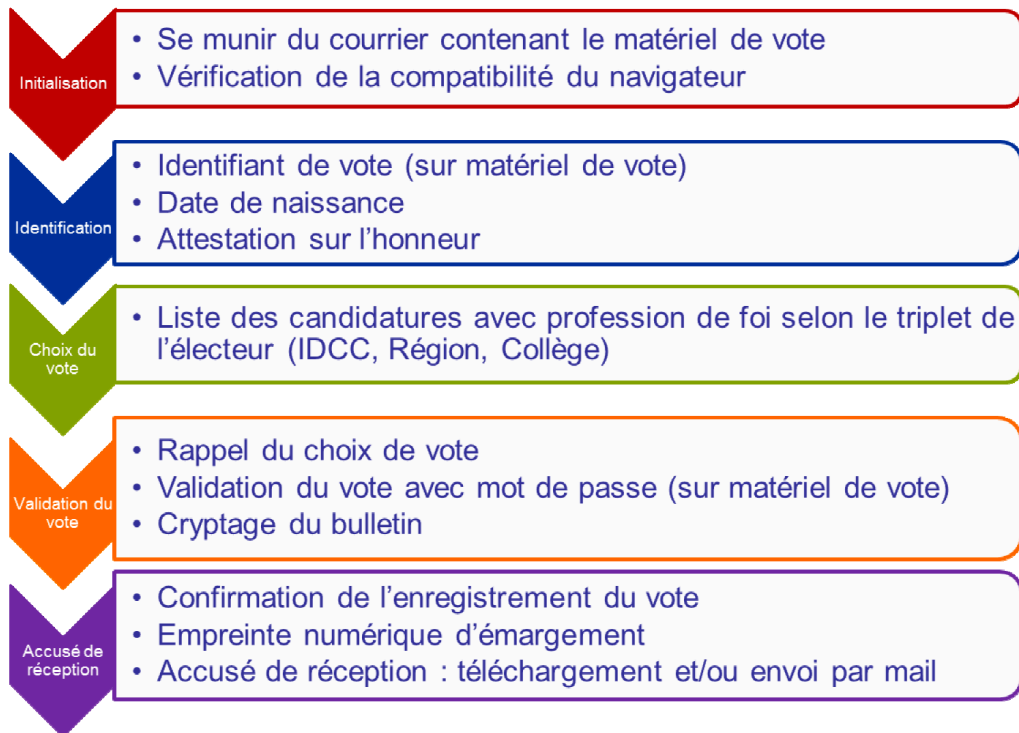 Initialisation
• Se munir du courrier contenant le matériel de vote
• Vérification de la compatibilité du navigateur
Identification
• Identifiant de vote (sur matériel de vote)
• Date de naissance
• Attestation sur l’honneur
Choix du
vote
• Liste des candidatures avec profession de foi selon le triplet de
l’électeur (IDCC, Région, Collège)
Validation du
vote
• Rappel du choix de vote
• Validation du vote avec mot de passe (sur matériel de vote)
• Cryptage du bulletin
Accusé de
réception
• Confirmation de l’enregistrement du vote
• Empreinte numérique d’émargement
• Accusé de réception : téléchargement et/ou envoi par mail